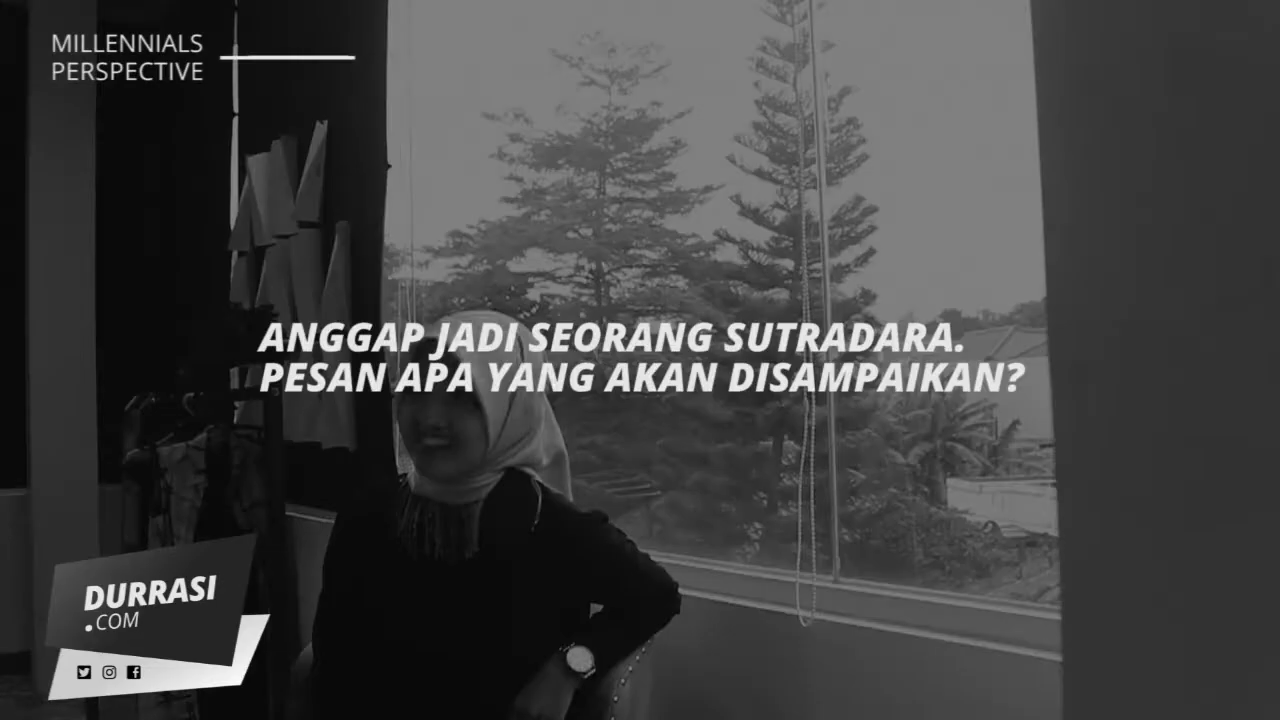 MILLENNIALS
PERSPECTIVE
ANGGAP JADI SEORANG SUTRADARA.
PESAN APA YANG AKAN DISAMPAIKAN?
DURRASI
.COM